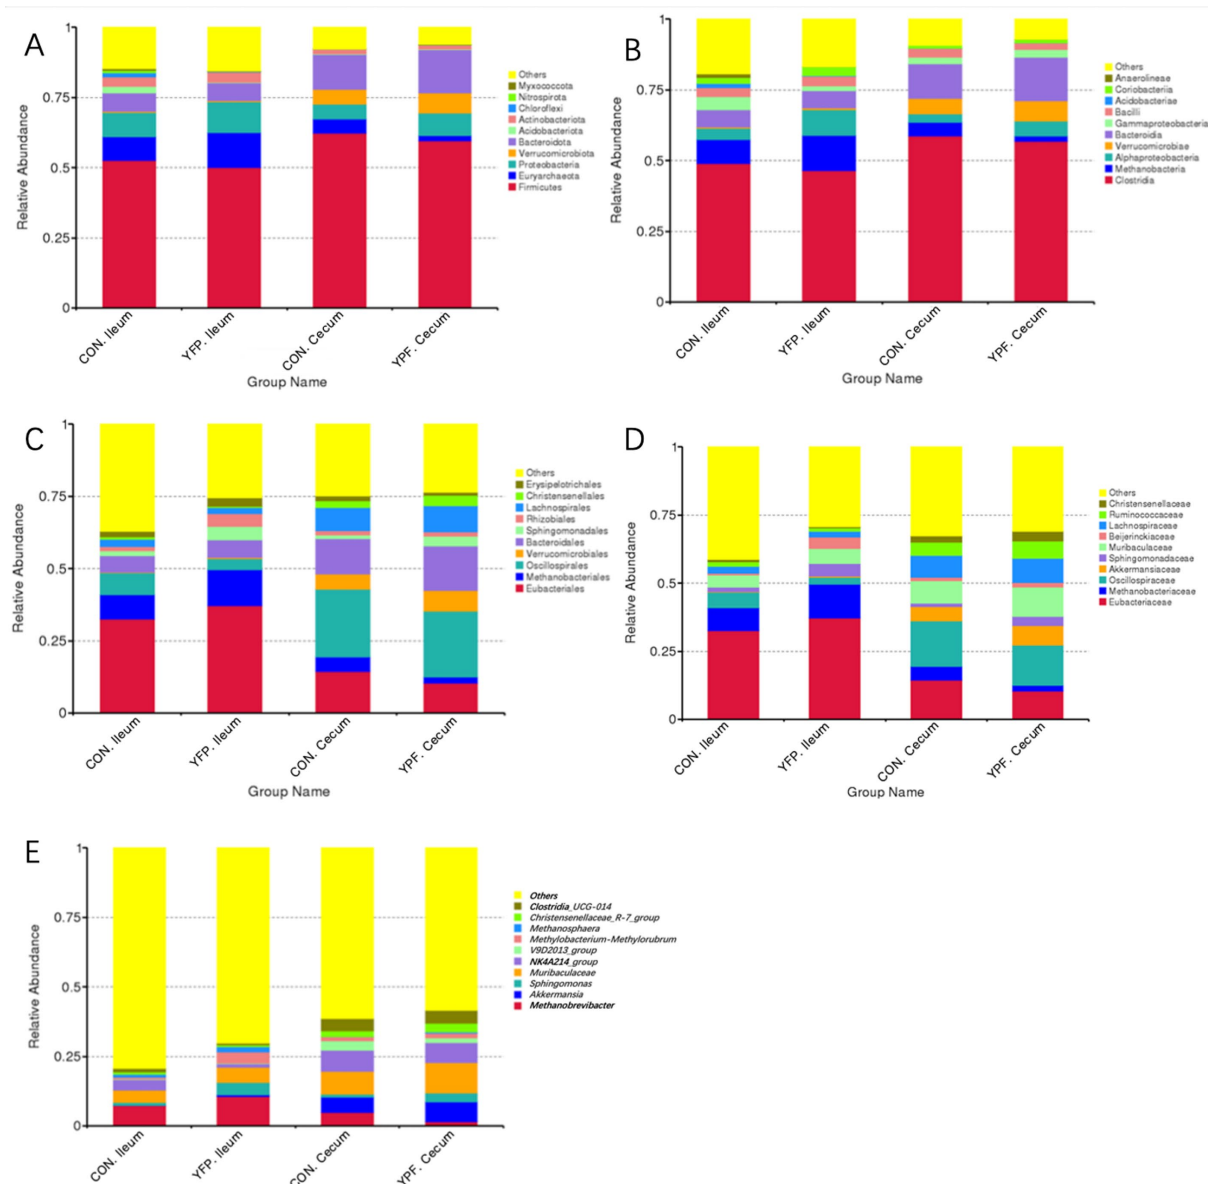 A
Relative Abundance
1
0.75
0.5
0.25
0
CON. Ileum
YFP. Ileum
CON. Cecum
YPF. Cecum
Group Name
Others
Myxococcota
Nitrospirota
Chloroflexi
Actinobacteriota
Acidobacteriota
Bacteroidota
Verrucomicrobiota
Proteobacteria
Euryarchaeota
Firmicutes
B
Relative Abundance
1
0.75
0.5
0.25
0
CON. Ileum
YFP. Ileum
CON. Cecum
YPF. Cecum
Group Name
Others
Anaerolineae
Coriobacteriia
Acidobacteriae
Bacilli
Gammaproteobacteria
Bacteroidia
Verrucomicrobiae
Alphaproteobacteria
Methanobacteria
Clostridia
C
Relative Abundance
1
0.75
0.5
0.25
0
CON. Ileum
YFP. Ileum
CON. Cecum
YPF. Cecum
Group Name
Others
Erysipelotrichales
Christensenellales
Lachnospirales
Rhizobiales
Sphingomonadales
Bacteroidales
Verrucomicrobiales
Oscillospirales
Methanobacteriales
Eubacteriales
D
Relative Abundance
1
0.75
0.5
0.25
0
CON. Ileum
YFP. Ileum
CON. Cecum
YPF. Cecum
Group Name
Others
Christensenellaceae
Ruminococcaceae
Lachnospiraceae
Beijerinckiaceae
Muribaculaceae
Sphingomonadaceae
Akkermansiaceae
Oscillospiraceae
Methanobacteriaceae
Eubacteriaceae
E
Relative Abundance
1
0.75
0.5
0.25
0
CON. Ileum
YFP. Ileum
CON. Cecum
YPF. Cecum
Others
Clostridia_UCG-014
Christensenellaceae_R-7_group
Methanosphaera
Methylobacterium-Methylorubrum
V9D2013_group
NK4A214_group
Muribaculaceae
Sphingomonas
Akkermansia
Methanobrevibacter